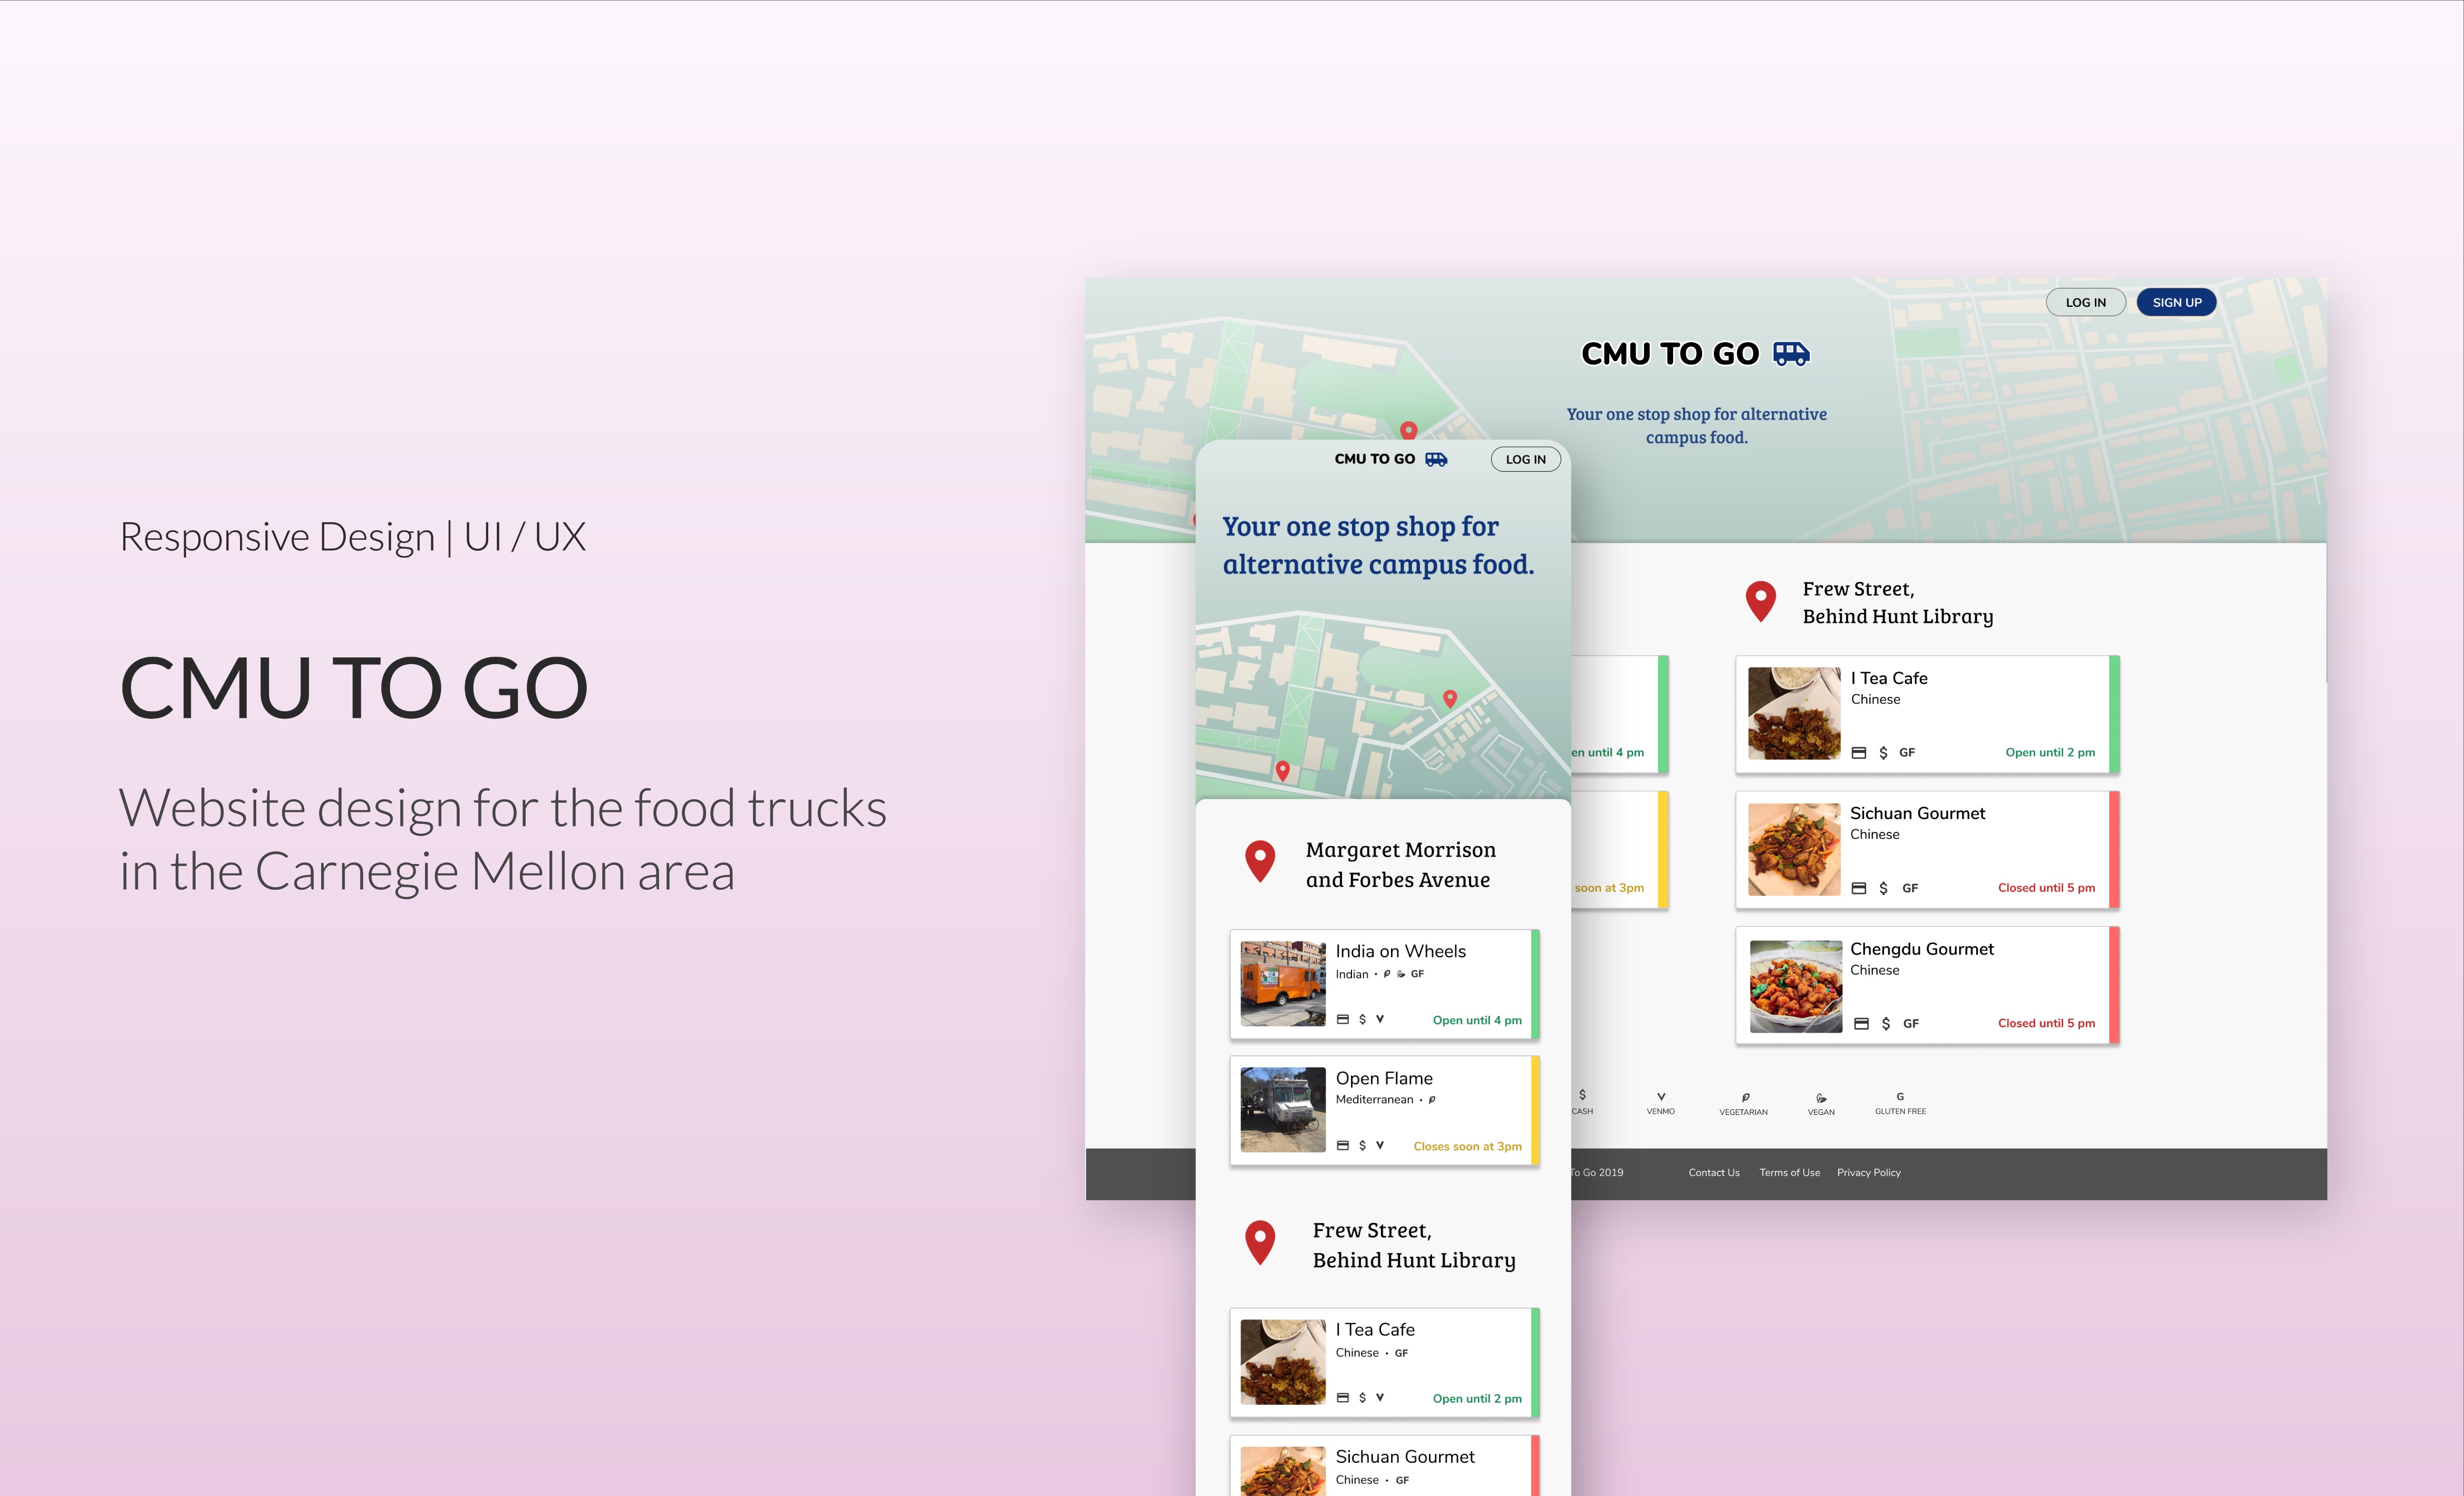 Responsive Design | UI / UX
CMU TO GO
Website design for the food trucks
in the Carnegie Mellon area
LOG IN
SIGN UP
CMU TO GO
Your one stop shop for alternative
campus food.
Frew Street,
Behind Hunt Library
until 4 pm
soon at 3pm
I Tea Cafe
Chinese
$ GF
Open until 2 pm
Sichuan Gourmet
Chinese
$ GF
Closed until 5 pm
Chengdu Gourmet
Chinese
$ GF
Closed until 5 pm
$
CASH
VENMO
VEGETARIAN
VEGAN
G
GLUTEN FREE
To Go 2019
Contact Us
Terms of Use
Privacy Policy
CMU TO GO
LOG IN
Your one stop shop for
alternative campus food.
Margaret Morrison
and Forbes Avenue
India on Wheels
Indian • GF
$ V
Open until 4 pm
Open Flame
Mediterranean •
$ V
Closes soon at 3pm
Frew Street,
Behind Hunt Library
I Tea Cafe
Chinese • GF
$ V
Open until 2 pm
Sichuan Gourmet
Chinese • GF